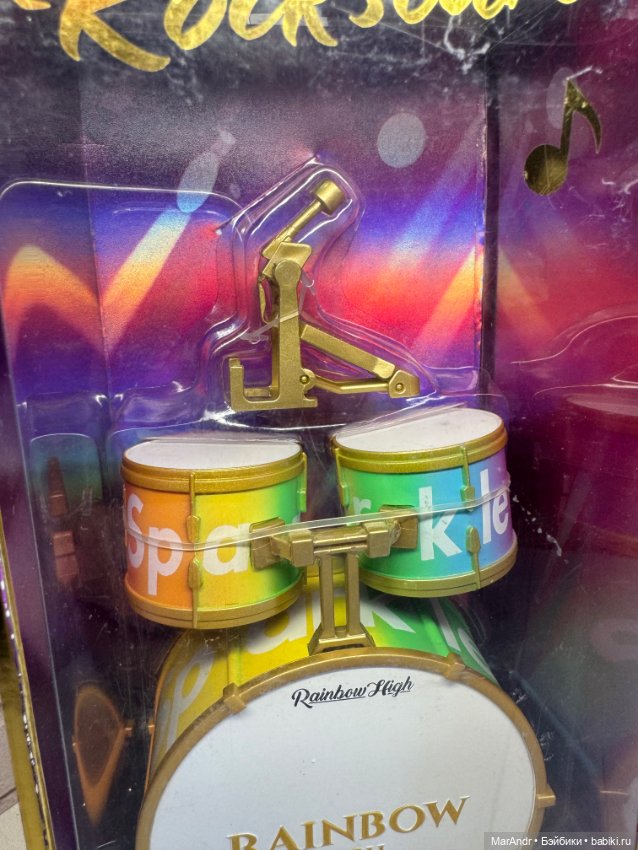 Sparkle
Rainbow High
RAINBOW
MarAndr • Бэйбики • babiki.ru